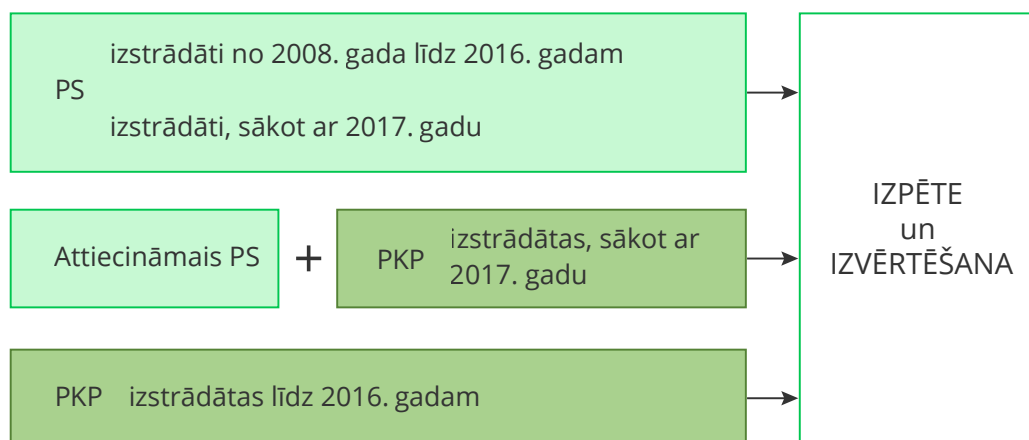 izstrādāti no 2008. gada līdz 2016. gadam
PS
izstrādāti, sākot ar 2017. gadu
Attiecināmais PS
+
PKP
izstrādātas, sākot ar
2017. gadu
PKP izstrādātas līdz 2016. gadam
IZPĒTE
un
IZVĒRTĒŠANA